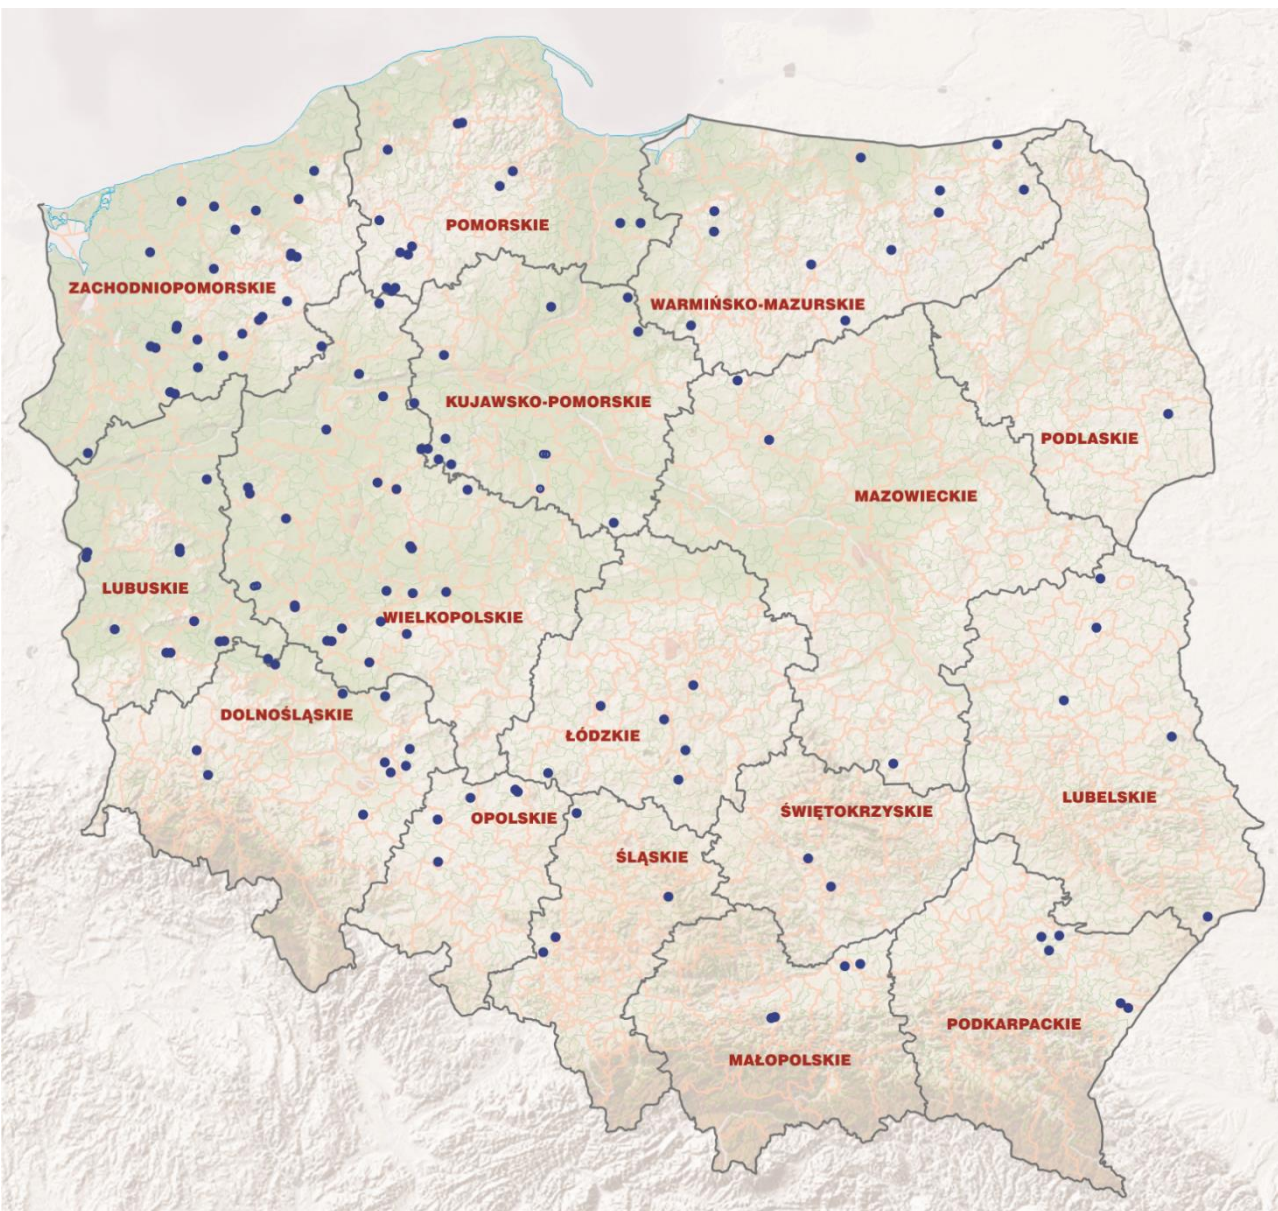 POMORSKIE
ZACHODNIOPOMORSKIE
WARMIŃSKO-MAZURSKIE
KUJAWSKO-POMORSKIE
PODLASKIE
MAZOWIECKIE
LUBUSKIE
WIELKOPOLSKIE
DOLNOŚLĄSKIE
ŁÓDZKIE
LUBELSKIE
ŚWIĘTOKRZYSKIE
OPOLSKIE
ŚLĄSKIE
PODKARPACKIE
MAŁOPOLSKIE